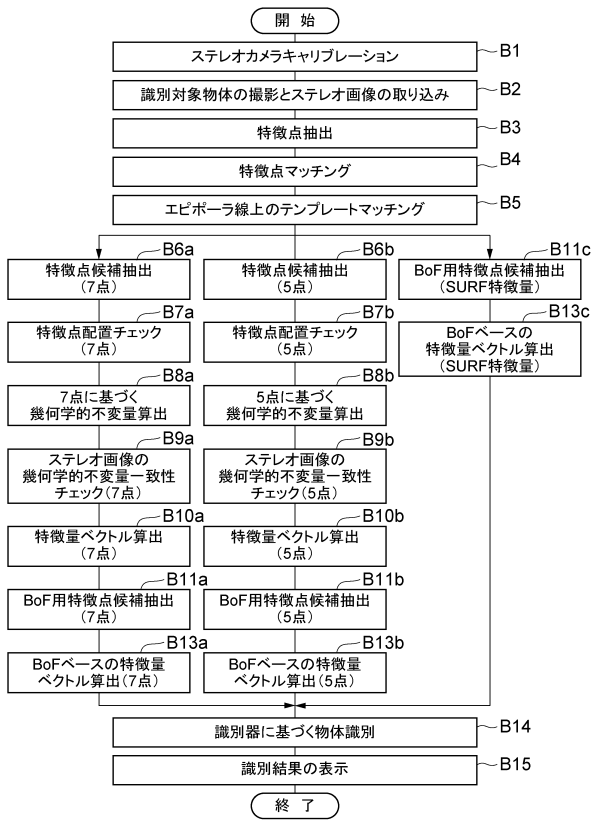 開 始
ステレオカメラキャリブレーション
B1
識別対象物体の撮影とステレオ画像の取り込み
B2
特徴点抽出
B3
特徴点マッチング
B4
エピポーラ線上のテンプレートマッチング
B5
B6a
特徴点候補抽出
(7点)
B7a
特徴点配置チェック
(7点)
B8a
7点に基づく
幾何学的不変量算出
B9a
ステレオ画像の
幾何学的不変量一致性
チェック(7点)
B10a
特徴量ベクトル算出
(7点)
B11a
BoF用特徴点候補抽出
(7点)
B13a
BoFベースの特徴量
ベクトル算出(7点)
B6b
特徴点候補抽出
(5点)
B7b
特徴点配置チェック
(5点)
B8b
5点に基づく
幾何学的不変量算出
B9b
ステレオ画像の
幾何学的不変量一致性
チェック(5点)
B10b
特徴量ベクトル算出
(5点)
B11b
BoF用特徴点候補抽出
(5点)
B13b
BoFベースの特徴量
ベクトル算出(5点)
B11c
BoF用特徴点候補抽出
(SURF特徴量)
B13c
BoFベースの
特徴量ベクトル算出
(SURF特徴量)
識別器に基づく物体識別
B14
識別結果の表示
B15
終 了